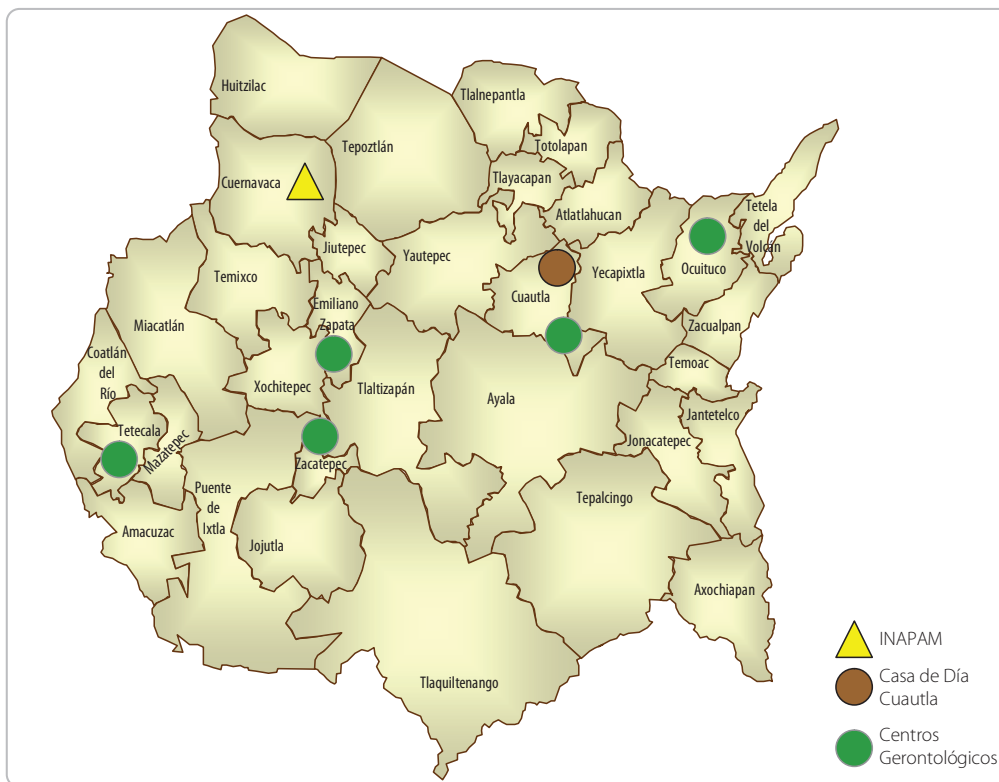 Huitzilac
Tlalnepantla
Tepoztlán
Totolapan
Cuernavaca
Tlayacapan
Atlatlahucan
Tetela
del
Volcán
Jiutepec
Yautepec
Yecapixtla
Ocuituco
Temixco
Cuautla
Emiliano
Zapata
Miacatlán
Zacualpan
Coatlán
del
Río
Temoac
Xochitepec
Tlaltizapán
Ayala
Jantetelco
Tetecala
Mazatepec
Jonacatepec
Zacatepec
Puente
de
Ixtla
Tepalcingo
Amacuzac
Jojutla
Axochiapan
Tlaquiltenango
INAPAM
Casa de Día
Cuautla
Centros
Gerontológicos